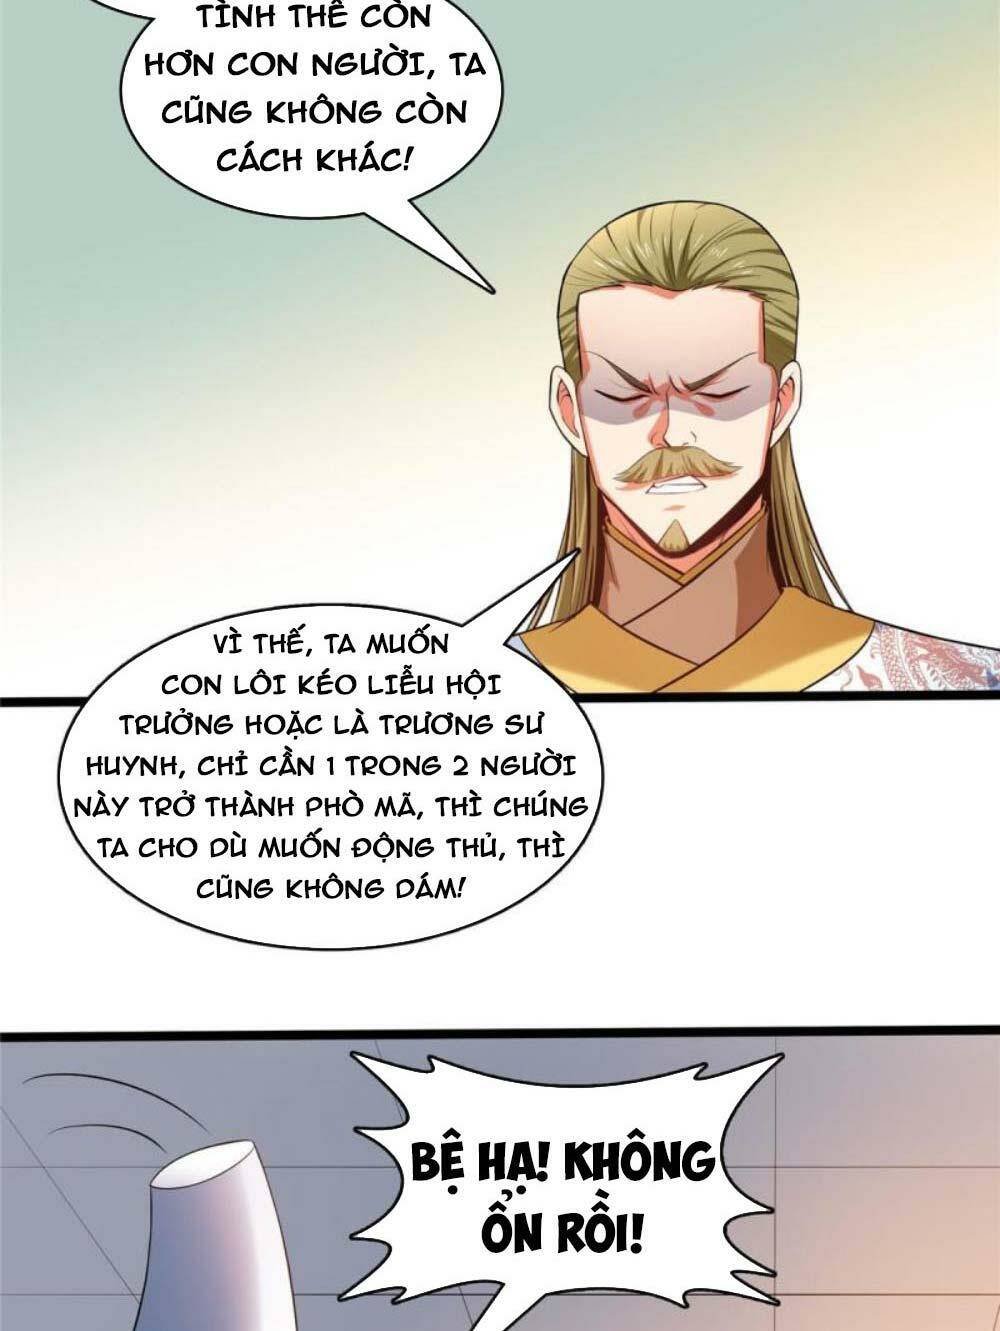 TÌNH THẾ CÒN
HƠN CON NGƯỜI, TA
CŨNG KHÔNG CÒN
CÁCH KHÁC!
VÌ THẾ, TA MUỐN
CON LÔI KÉO LIỄU HỘI
TRƯỞNG HOẶC LÀ TRƯƠNG SƯ
HUYNH, CHỈ CẦN 1 TRONG 2 NGƯỜI
NÀY TRỞ THÀNH PHÒ MÃ, THÌ CHÚNG
TA CHO DÙ MUỐN ĐỘNG THỦ, THÌ
CŨNG KHÔNG DÁM!
BỆ HẠ! KHÔNG
ỔN RỒI!